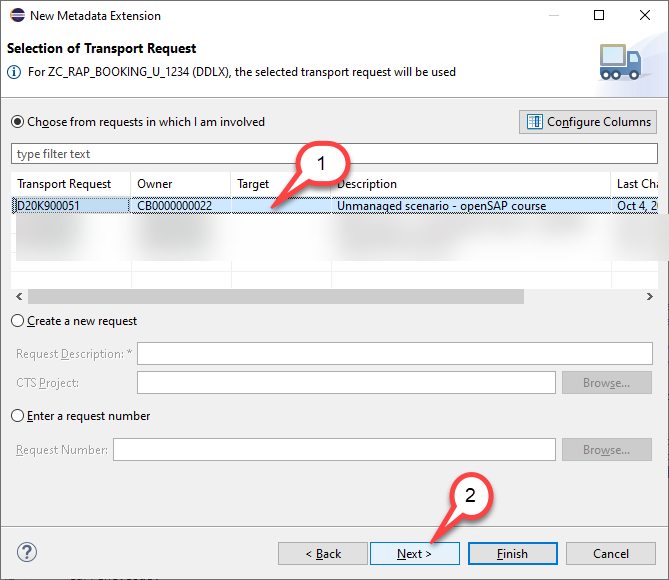 New Metadata Extension
Selection of Transport Request
For ZC_RAP_BOOKING_U_1234 (DDLX), the selected transport request will be used
Choose from requests in which I am involved
Configure Columns
type filter text
1
Transport Request Owner Target Description Last Cha
D20K900051 CB0000000022 Unmanaged scenario - openSAP course Oct 4, 20
Create a new request
Request Description: *
CTS Project: Browse...
Enter a request number
Request Number: Browse...
2
? < Back Next > Finish Cancel